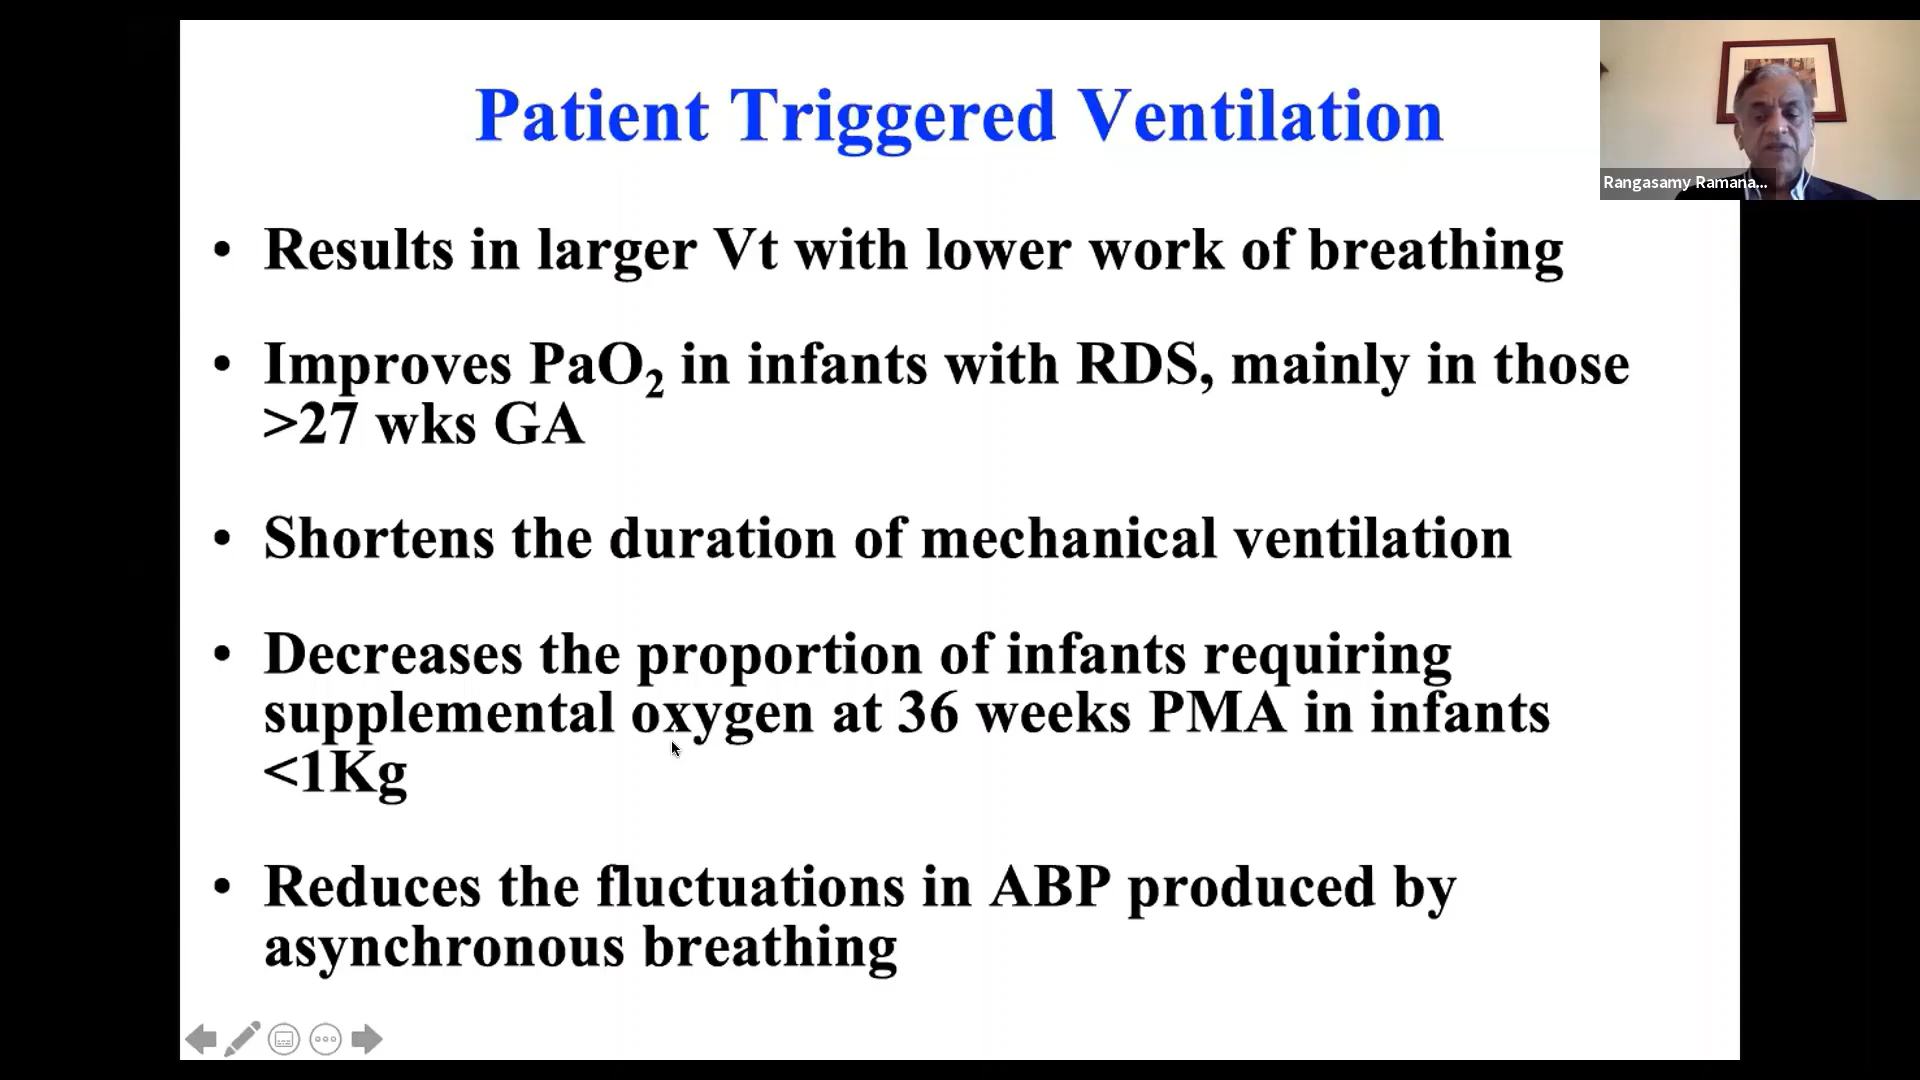 Patient Triggered Ventilation
Rangasamy Ramana...
• Results in larger Vt with lower work of breathing
• Improves PaO₂ in infants with RDS, mainly in those
>27 wks GA
• Shortens the duration of mechanical ventilation
• Decreases the proportion of infants requiring
supplemental oxygen at 36 weeks PMA in infants
<1Kg
• Reduces the fluctuations in ABP produced by
asynchronous breathing